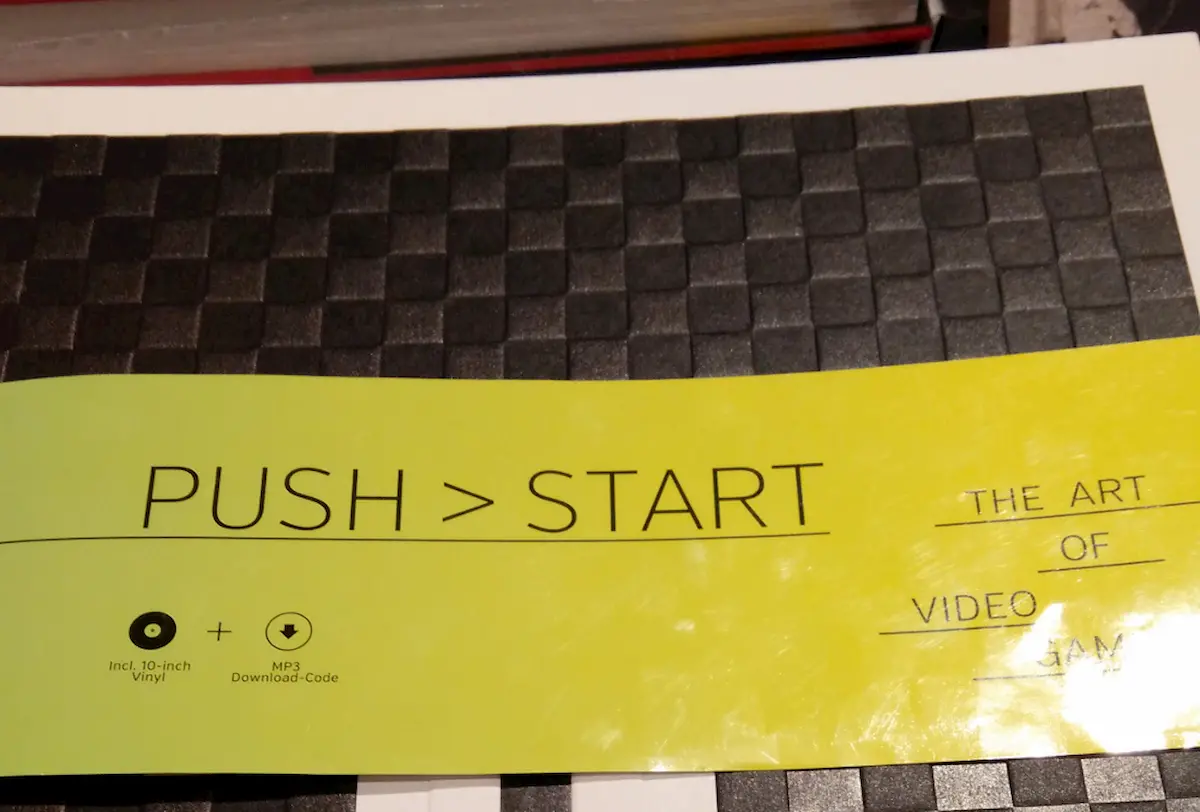 PUSH > START
THE ART
OF
VIDEO
Incl. 10-inch
Vinyl
+
MP3
Download-Code